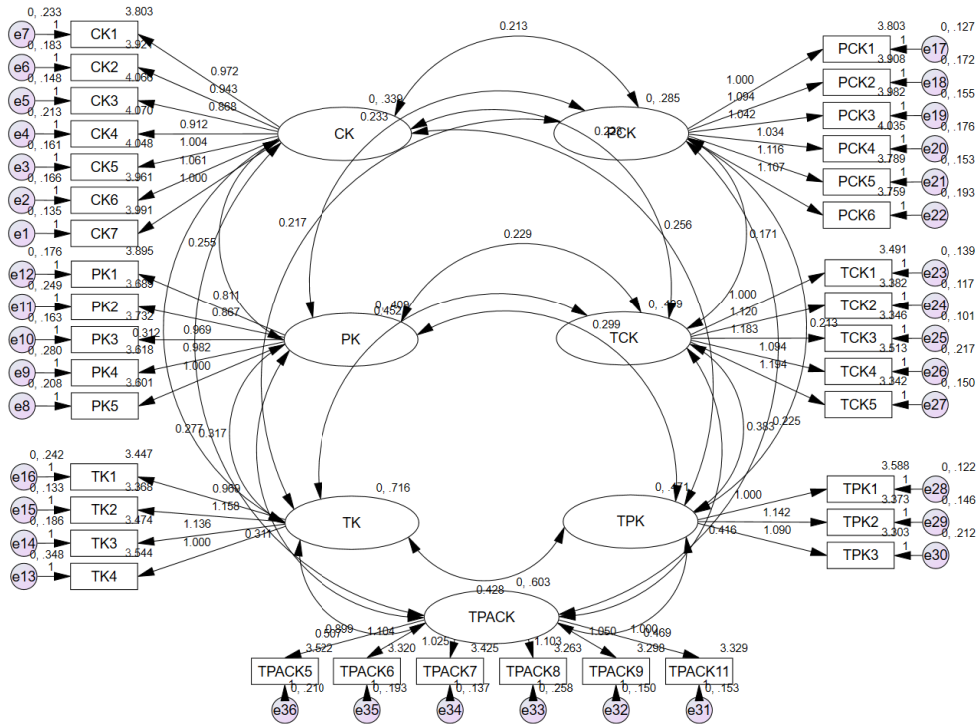 0, .233
3.803
e7
1
CK1
0, .183
3.927
e6
1
CK2
0, .148
4.066
e5
1
CK3
0, .213
4.070
e4
1
CK4
0, .161
4.048
e3
1
CK5
0, .166
3.961
e2
1
CK6
0, .135
3.991
e1
1
CK7
0.972
0.943
0.868
0.912
1.004
1.061
1.000
0, .339
CK
0.213
0.233
0, .285
PCK
3.803
0, .127
PCK1
1
e17
3.908
0, .172
PCK2
1
e18
3.982
0, .155
PCK3
1
e19
4.035
0, .176
PCK4
1
e20
3.789
0, .153
PCK5
1
e21
3.759
0, .193
PCK6
1
e22
1.000
1.094
1.042
1.034
1.116
1.107
0.255
0.217
0.229
0.256
0.171
0, .176
3.895
e12
1
PK1
0, .249
3.689
e11
1
PK2
0, .163
3.732
e10
1
PK3
0, .280
3.618
e9
1
PK4
0, .208
3.601
e8
1
PK5
0.811
0.867
0.312
0.969
0.982
1.000
0.452
PK
0.299
TCK
3.491
0, .139
TCK1
1
e23
3.382
0, .117
TCK2
1
e24
3.346
0, .101
TCK3
1
e25
3.513
0, .217
TCK4
1
e26
3.342
0, .150
TCK5
1
e27
1.000
1.120
1.183
0.213
1.094
1.194
0.277
0.317
0.383
0.225
0, .242
3.447
e16
1
TK1
0, .133
3.368
e15
1
TK2
0, .186
3.474
e14
1
TK3
0, .348
3.544
e13
1
TK4
0.969
1.158
1.136
1.000
0.311
0, .716
TK
TPK
3.588
0, .122
TPK1
1
e28
3.373
0, .146
TPK2
1
e29
3.303
0, .212
TPK3
1
e30
1.000
1.142
1.090
0.416
0.428
0, .603
TPACK
0.899
0.507
1.104
1.025
1.103
1.050
1.000
0.469
3.522
3.320
3.425
3.263
3.298
3.329
TPACK5
TPACK6
TPACK7
TPACK8
TPACK9
TPACK11
0, .210
0, .193
0, .137
0, .258
0, .150
0, .153
e36
e35
e34
e33
e32
e31